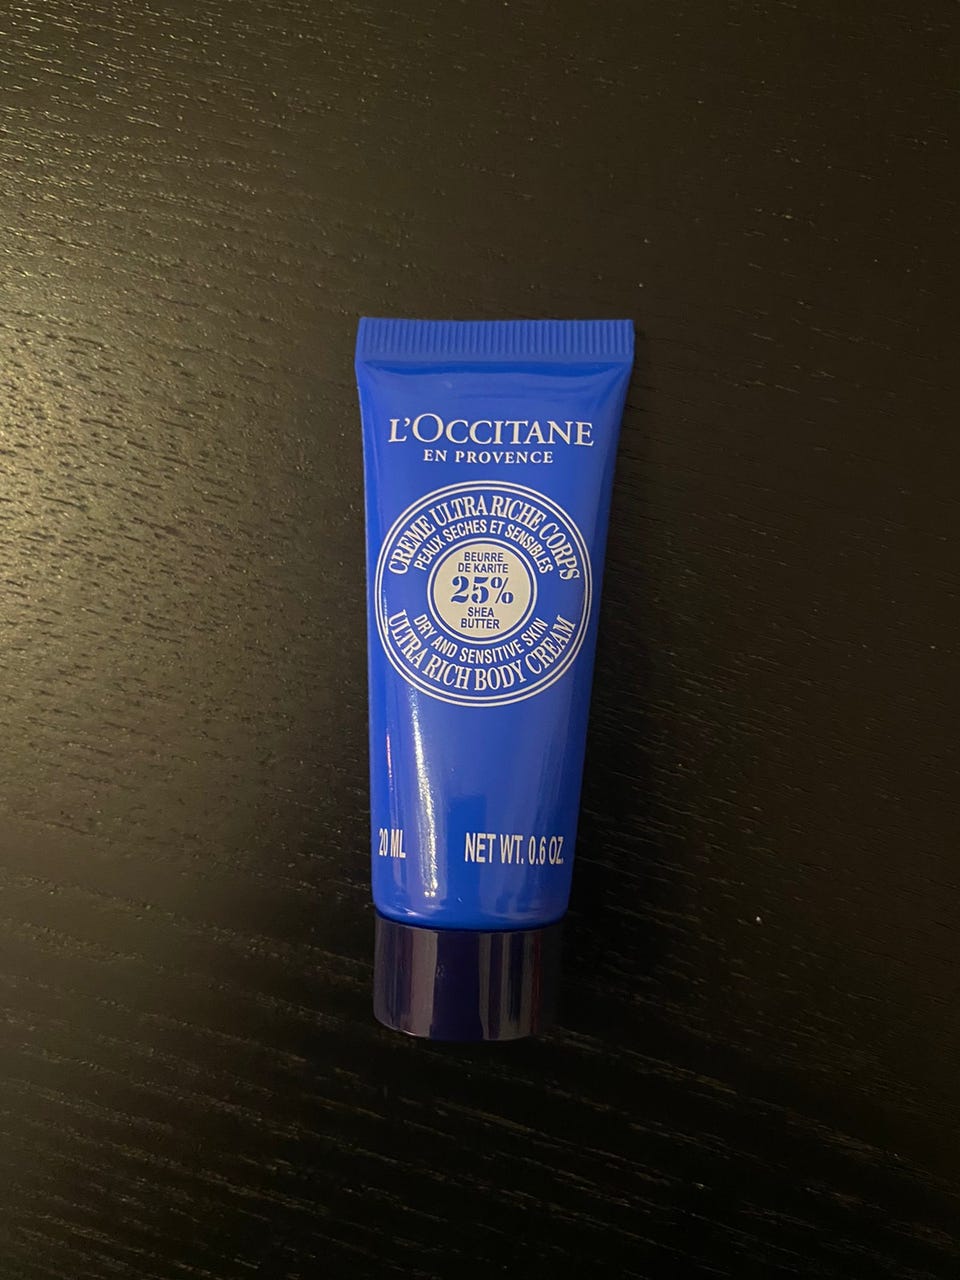 L'OCCITANE
EN PROVENCE
CREME ULTRA RICHE CORPS
PEAUX SECHES ET SENSIBLES
BEURRE
DE KARITE
25%
SHEA
BUTTER
DRY AND SENSITIVE SKIN
ULTRA RICH BODY CREAM
20 ML
NET WT. 0.6 OZ.